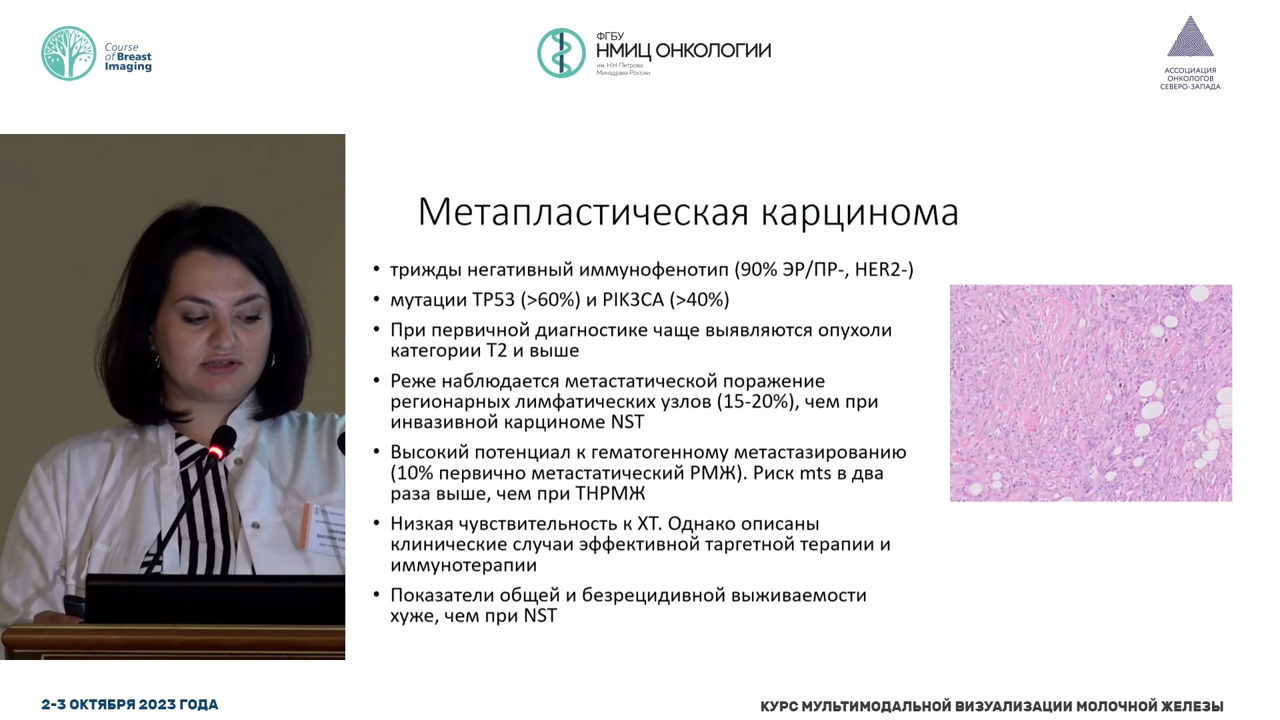 Course
of Breast
Imaging
ФГБУ
НМИЦ ОНКОЛОГИИ
им. Н.Н. Петрова
Минздрава России
АССОЦИАЦИЯ
ОНКОЛОГОВ
СЕВЕРО-ЗАПАДА
Метапластическая карцинома
• трижды негативный иммунофенотип (90% ЭР/ПР-, HER2-)
• мутации TP53 (>60%) и PIK3CA (>40%)
• При первичной диагностике чаще выявляются опухоли
категории Т2 и выше
• Реже наблюдается метастатической поражение
регионарных лимфатических узлов (15-20%), чем при
инвазивной карциноме NST
• Высокий потенциал к гематогенному метастазированию
(10% первично метастатический РМЖ). Риск mts в два
раза выше, чем при ТНРМЖ
• Низкая чувствительность к ХТ. Однако описаны
клинические случаи эффективной таргетной терапии и
иммунотерапии
• Показатели общей и безрецидивной выживаемости
хуже, чем при NST
2-3 ОКТЯБРЯ 2023 ГОДА
КУРС МУЛЬТИМОДАЛЬНОЙ ВИЗУАЛИЗАЦИИ МОЛОЧНОЙ ЖЕЛЕЗЫ